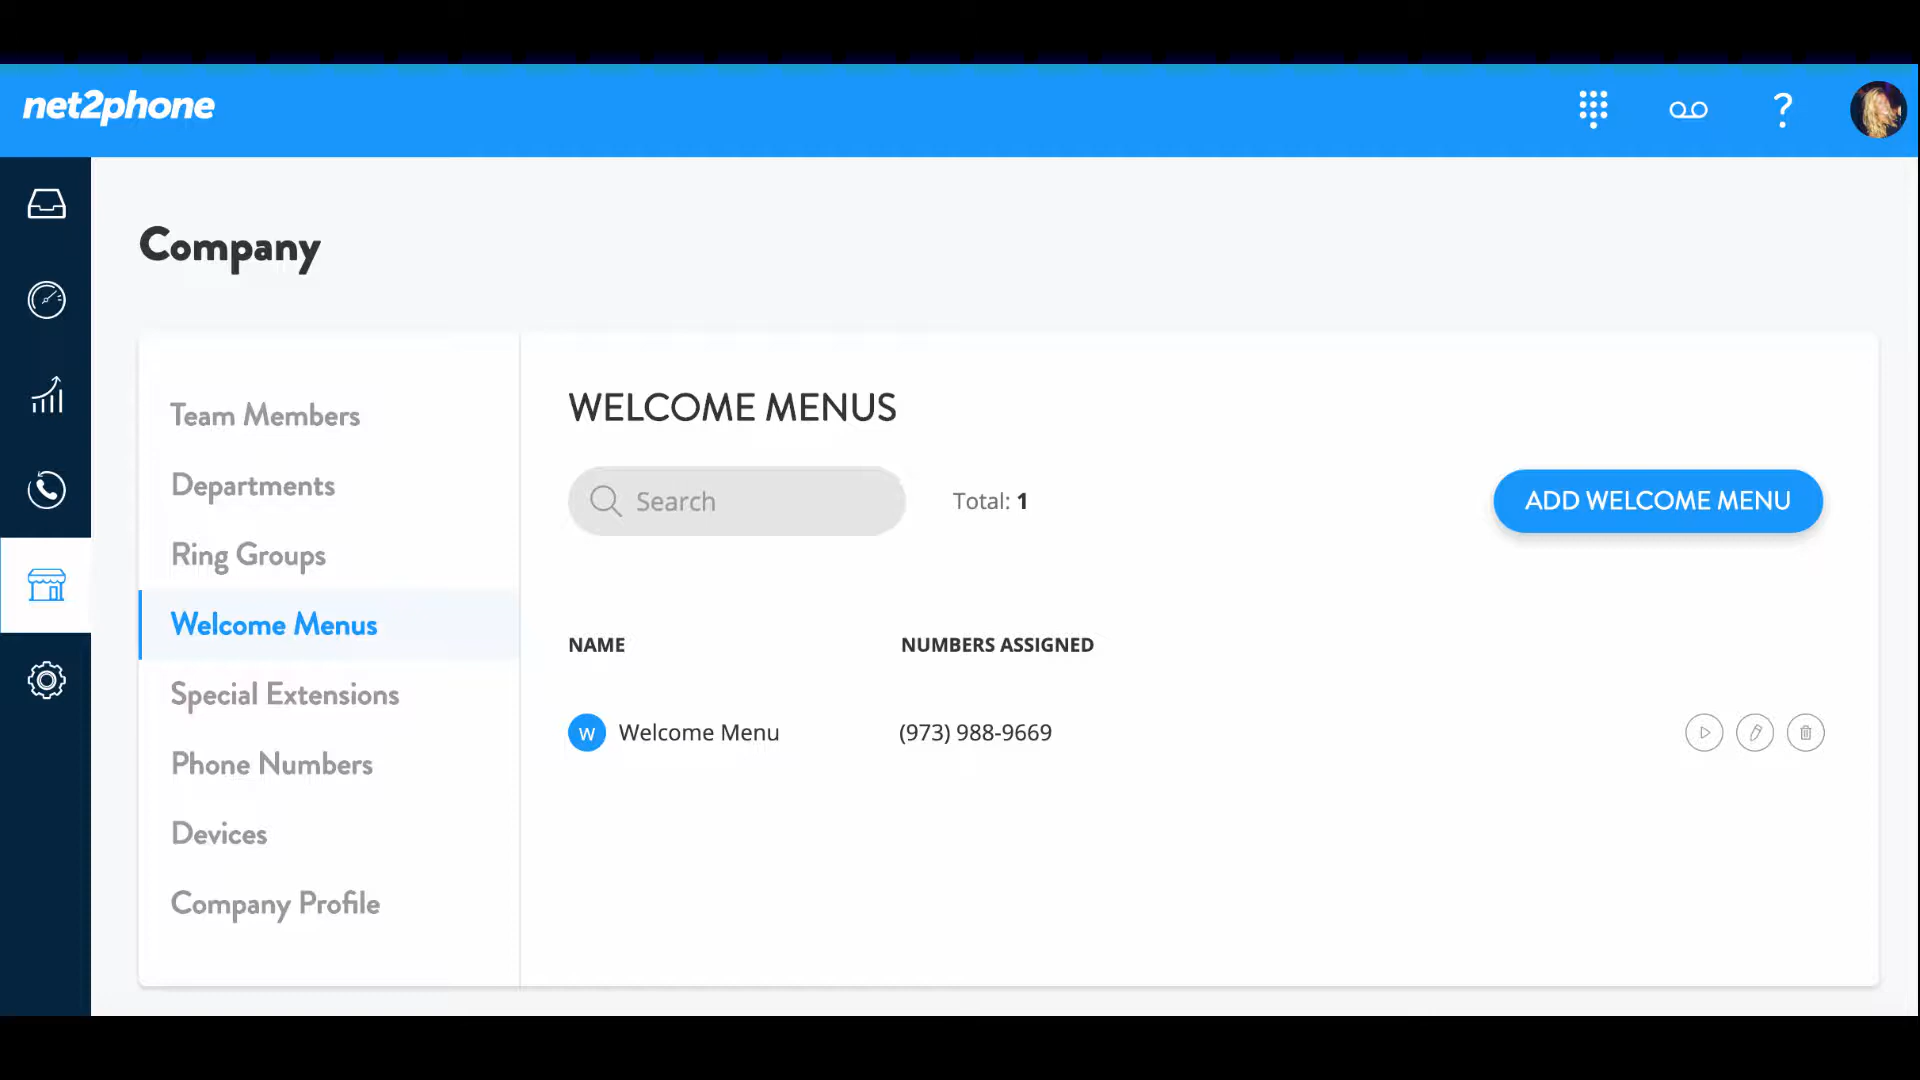 net2phone
?
Company
Team Members
Departments
Ring Groups
Welcome Menus
Special Extensions
Phone Numbers
Devices
Company Profile
WELCOME MENUS
Search
Total: 1
ADD WELCOME MENU
NAME NUMBERS ASSIGNED
W Welcome Menu (973) 988-9669